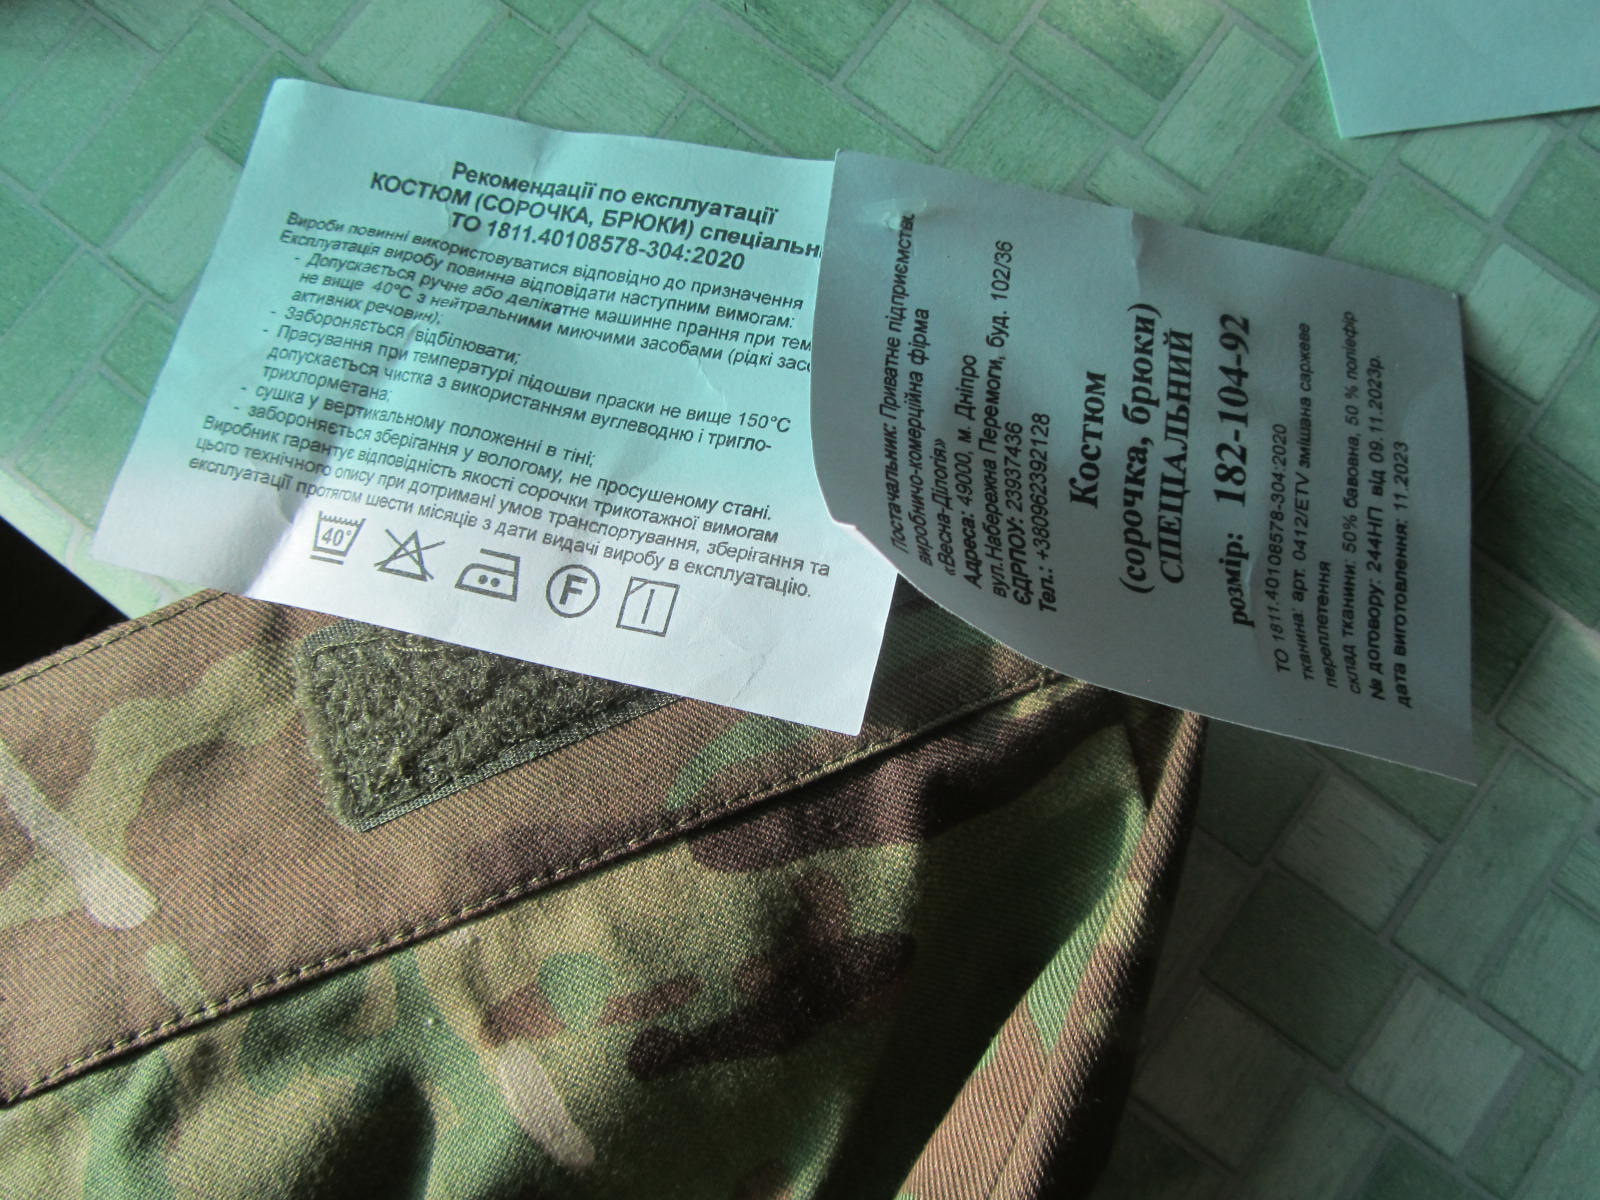 Рекомендації по експлуатації
КОСТЮМ (СОРОЧКА, БРЮКИ) спеціальн
ТО 1811.40108578-304:2020
Вироби повинні використовуватися відповідно до призначення
Експлуатація виробу повинна відповідати наступним вимогам:
- Допускається ручне або делікатне машинне прання при тем
не вище 40°С з нейтральними миючими засобами (рідкі засо
активних речовин);
- Забороняється відбілювати;
- Прасування при температурі підошви праски не вище 150°С
допускається чистка з використанням вуглеводню і тригло-
трихлорметана;
- сушка у вертикальному положенні в тіні;
- забороняється зберігання у вологому, не просушеному стані.
Виробник гарантує відповідність якості сорочки трикотажної вимогам
цього технічного опису при дотримані умов транспортування, зберігання та
експлуатації протягом шести місяців з дати видачі виробу в експлуатацію.
40°
F
Постачальник: Приватне підприємство
виробничо-комерційна фірма
«Весна-Діпогія»
Адреса: 49000, м. Дніпро
вул.Набережна Перемоги, буд. 102/36
ЄДРПОУ: 23937436
Тел.: +380962392128
Костюм
(сорочка, брюки)
СПЕЦІАЛЬНИЙ
розмір: 182-104-92
ТО 1811.40108578-304:2020
тканина: арт. 0412/ETV змішана саржеве
переплетення
склад тканини: 50% бавовна, 50 % поліефір
№ договору: 244НП від 09.11.2023р.
дата виготовлення: 11.2023